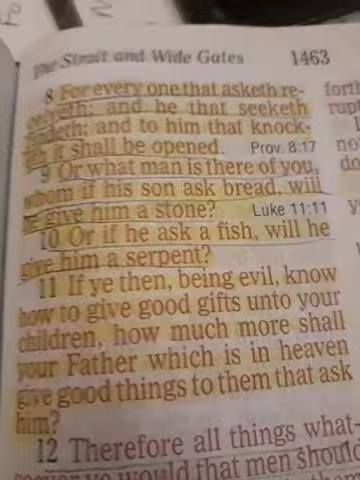 The Strait and Wide Gates 1463
8 For every one that asketh re-
ceiveth; and he that seeketh
findeth; and to him that knock-
eth it shall be opened. Prov. 8:17
9 Or what man is there of you,
whom if his son ask bread, will
he give him a stone? Luke 11:11
10 Or if he ask a fish, will he
give him a serpent?
11 If ye then, being evil, know
how to give good gifts unto your
children, how much more shall
your Father which is in heaven
give good things to them that ask
him?
12 Therefore all things what-
soever ye would that men should